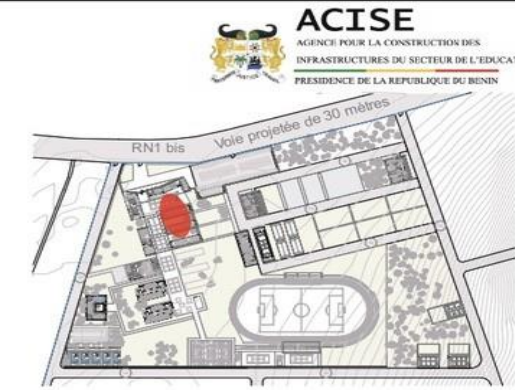 ACISE
AGENCE POUR LA CONSTRUCTION DES
INFRASTRUCTURES DU SECTEUR DE L'EDUCAT
PRESIDENCE DE LA REPUBLIQUE DU BENIN
RN1 bis
Voie projetée de 30 mètres